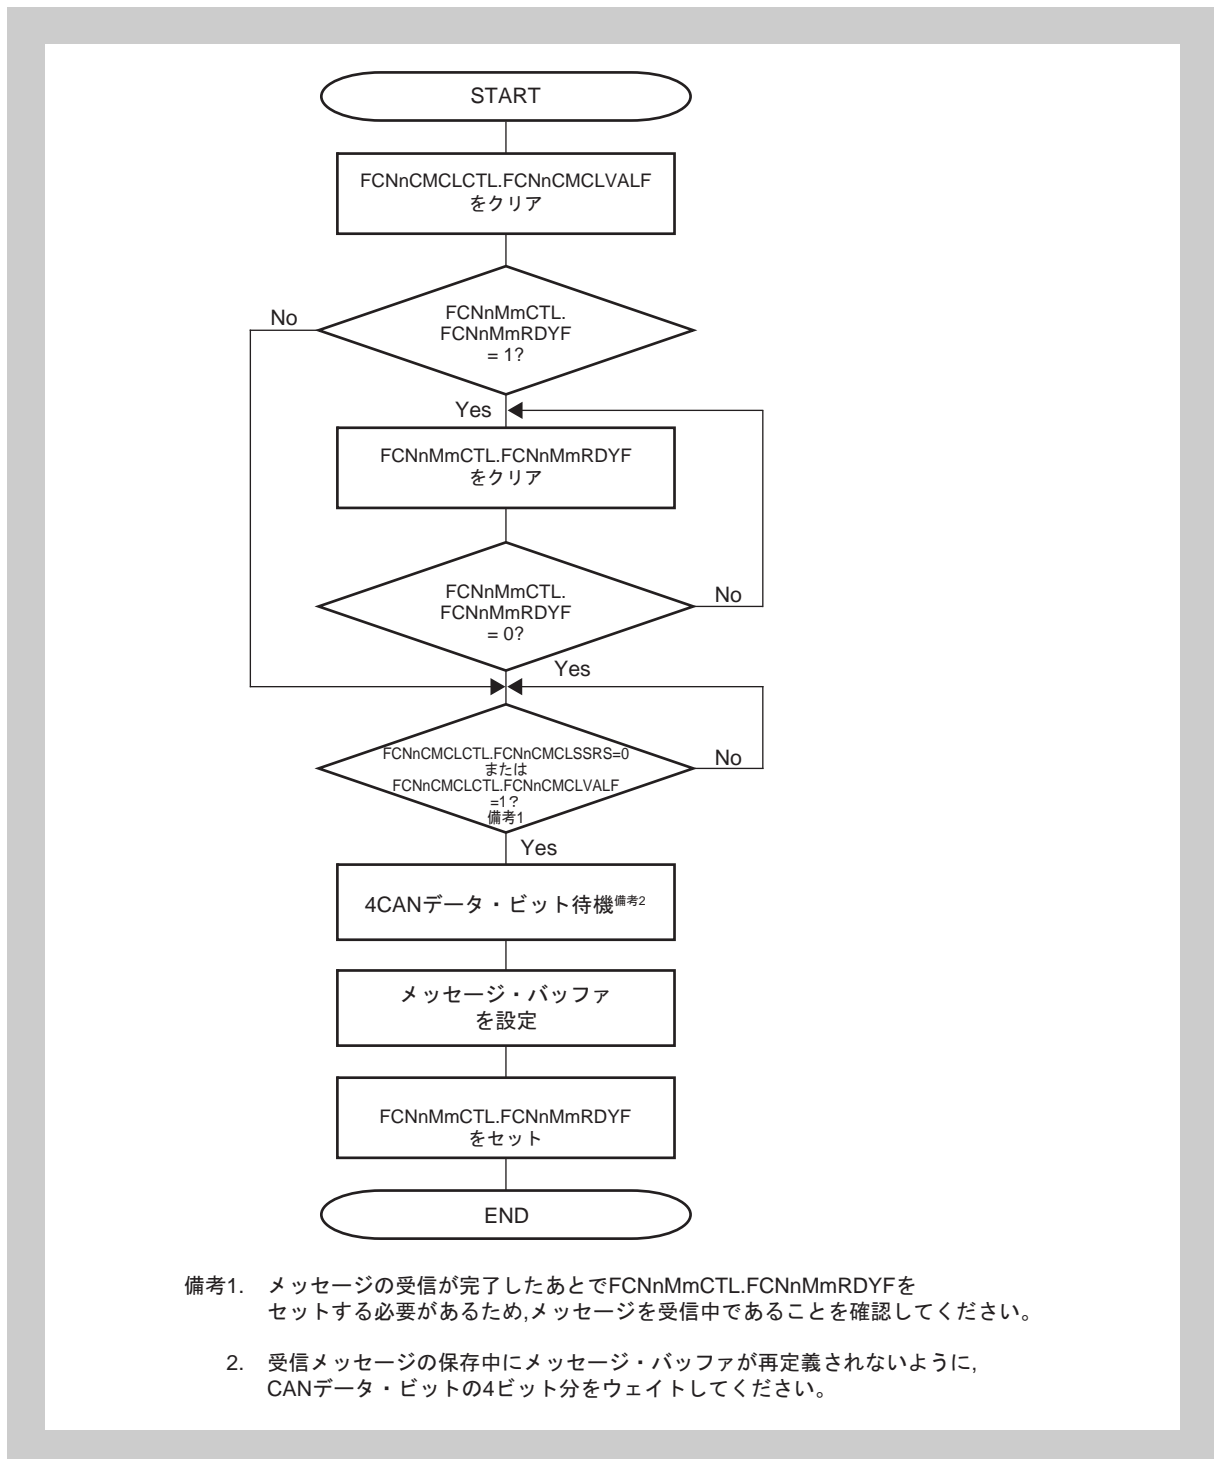 START
FCNnCMCLCTL.FCNnCMCLVALF
をクリア
FCNnMmCTL.
FCNnMmRDYF
= 1?
No
Yes
FCNnMmCTL.FCNnMmRDYF
をクリア
FCNnMmCTL.
FCNnMmRDYF
= 0?
No
Yes
FCNnCMCLCTL.FCNnCMCLSSRS=0
または
FCNnCMCLCTL.FCNnCMCLVALF
=1？
備考1
No
Yes
4CANデータ・ビット待機備考2
メッセージ・バッファ
を設定
FCNnMmCTL.FCNnMmRDYF
をセット
END
備考1. メッセージの受信が完了したあとでFCNnMmCTL.FCNnMmRDYFを
セットする必要があるため,メッセージを受信中であることを確認してください。
2. 受信メッセージの保存中にメッセージ・バッファが再定義されないように,
CANデータ・ビットの4ビット分をウェイトしてください。